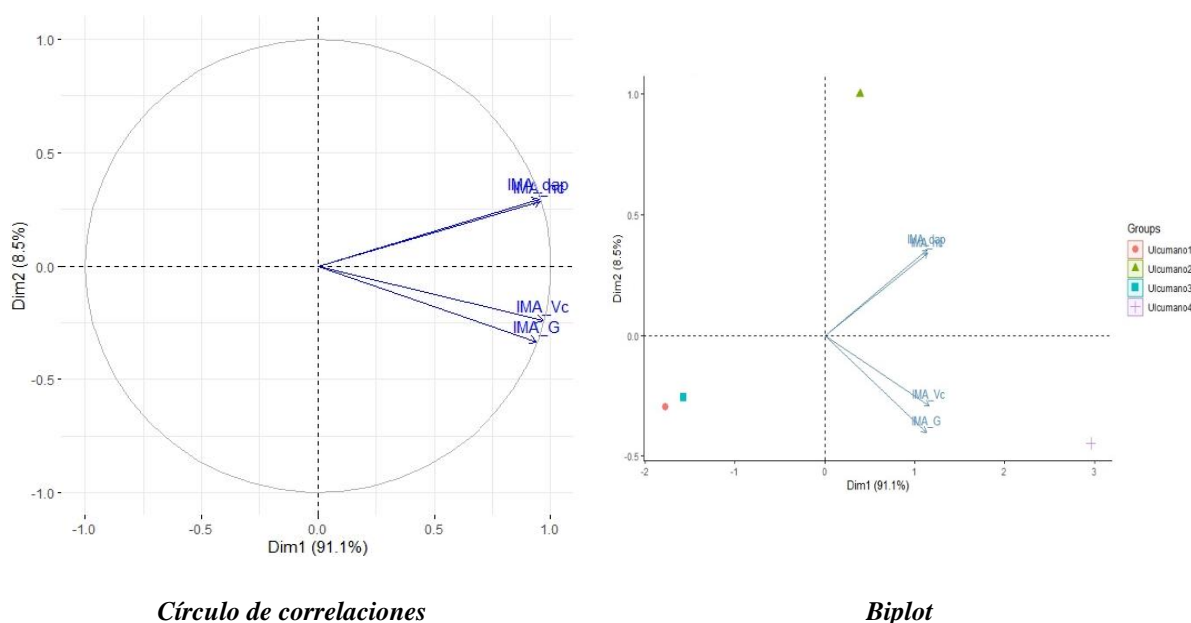 1.0
0.5
0.0
-0.5
-1.0
Dim2 (8.5%)
IMA_dap
IMA_ht
IMA_Vc
IMA_G
-1.0
-0.5
0.0
0.5
1.0
Dim1 (91.1%)
Círculo de correlaciones
1.0
0.5
0.0
-0.5
Dim2 (8.5%)
IMA_dap
IMA_ht
IMA_Vc
IMA_G
-2
-1
0
1
2
3
Dim1 (91.1%)
Groups
Ulcumano1
Ulcumano2
Ulcumano3
Ulcumano4
Biplot